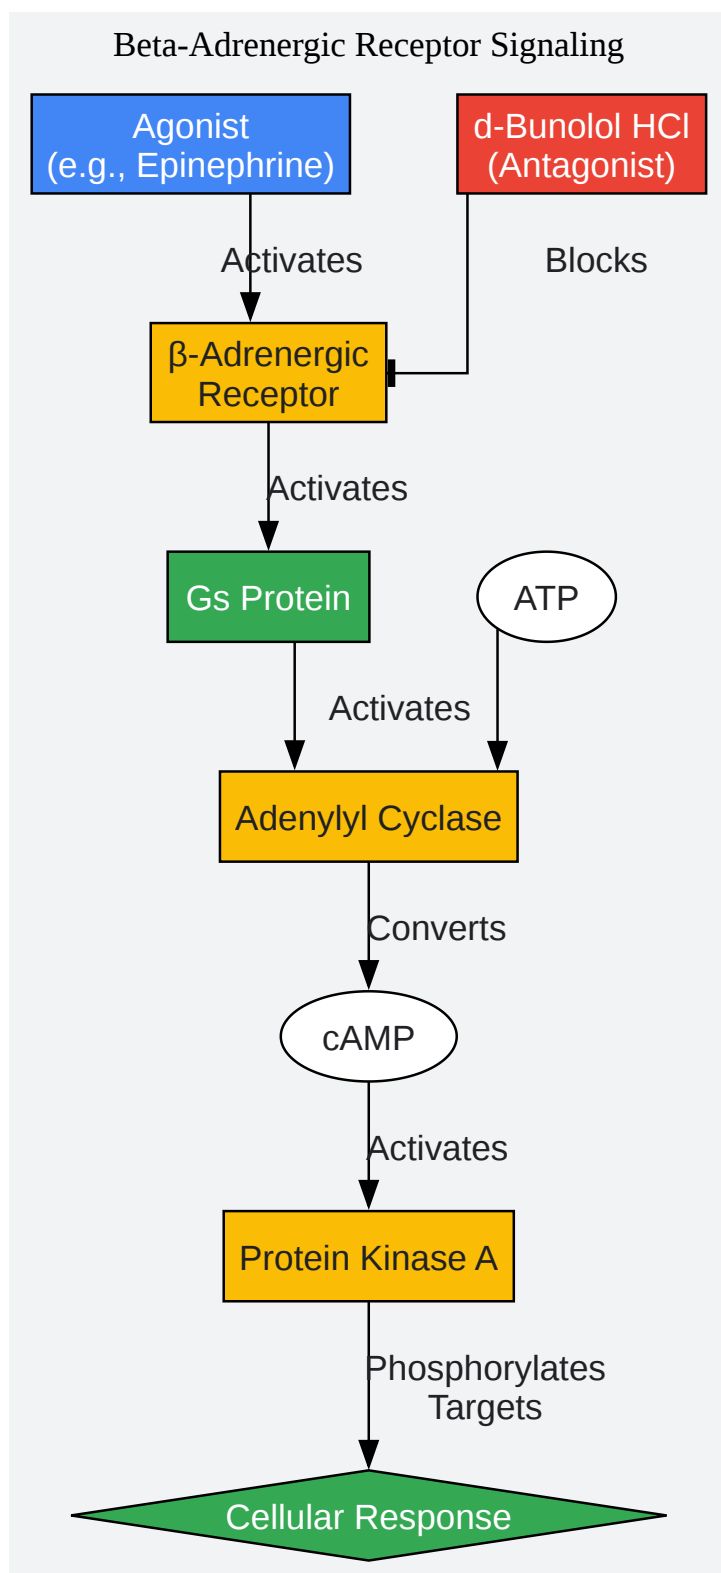 Beta-Adrenergic Receptor Signaling
Agonist
(e.g., Epinephrine)
d-Bunolol HCl
(Antagonist)
Activates
Blocks
β-Adrenergic
Receptor
Activates
Gs Protein
ATP
Activates
Adenylyl Cyclase
Converts
cAMP
Activates
Protein Kinase A
Phosphorylates
Targets
Cellular Response